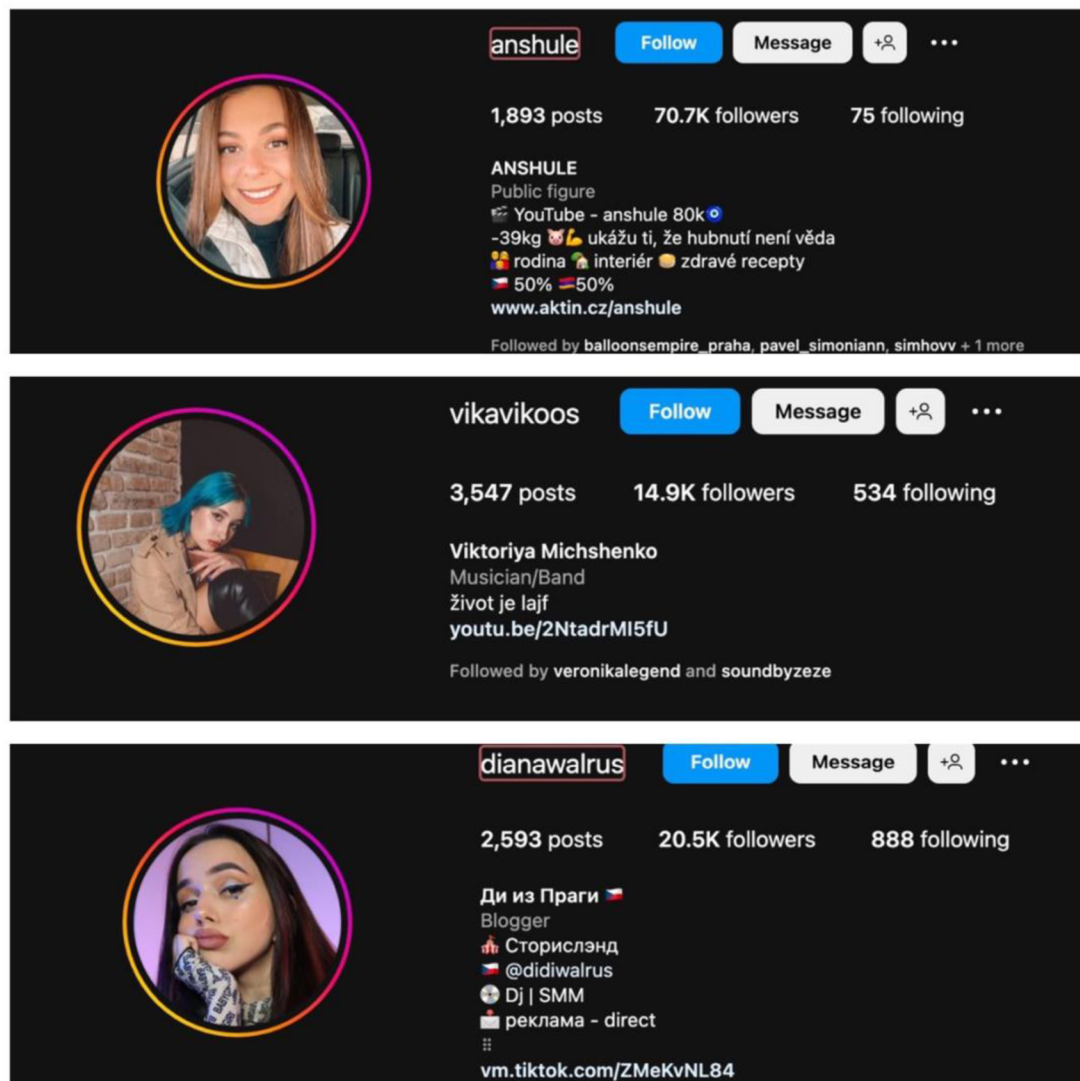 anshule Follow Message
1,893 posts 70.7K followers 75 following
ANSHULE
Public figure
🎬 YouTube - anshule 80k🧿
-39kg 🐷💪 ukážu ti, že hubnutí není věda
👨‍👩‍👧 rodina 🏡 interiér 🥞 zdravé recepty
🇨🇿 50% 🇦🇲50%
www.aktin.cz/anshule
Followed by balloonsempire_praha, pavel_simoniann, simhovv + 1 more
vikavikoos Follow Message
3,547 posts 14.9K followers 534 following
Viktoriya Michshenko
Musician/Band
život je lajf
youtu.be/2NtadrMI5fU
Followed by veronikalegend and soundbyzeze
dianawalrus Follow Message
2,593 posts 20.5K followers 888 following
Ди из Праги 🇨🇿
Blogger
🎪 Сторислэнд
🇨🇿 @didiwalrus
💿 Dj | SMM
📩 реклама - direct
⠿
vm.tiktok.com/ZMeKvNL84